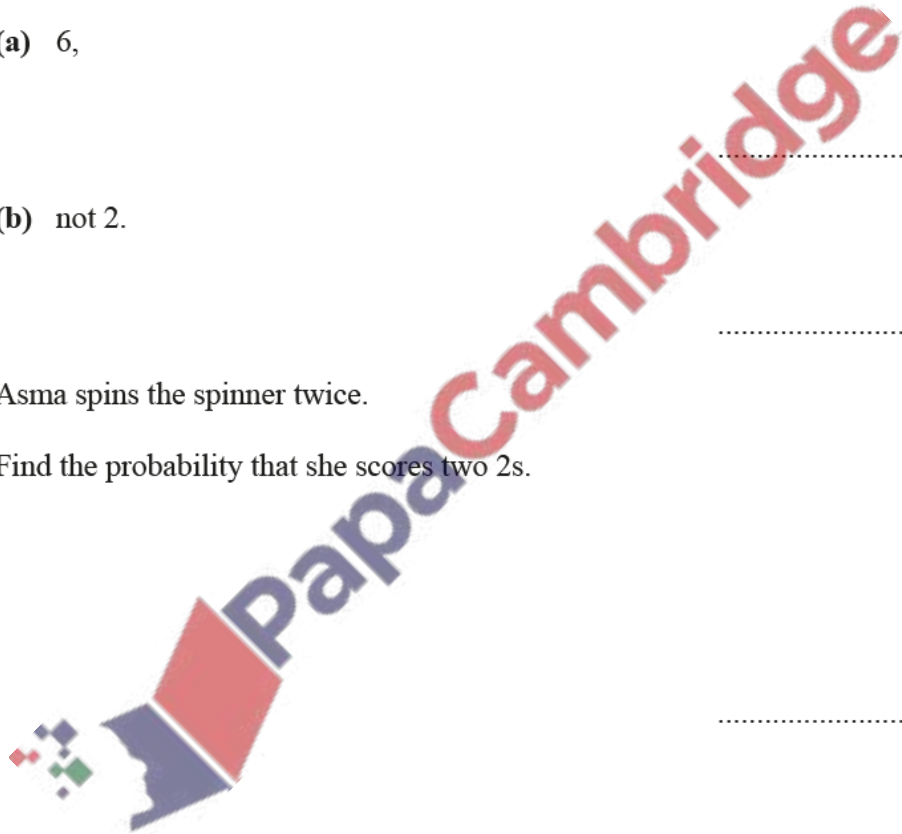 (a) 6,
(b) not 2.
Asma spins the spinner twice.
Find the probability that she scores two 2s.
PapaCambridge